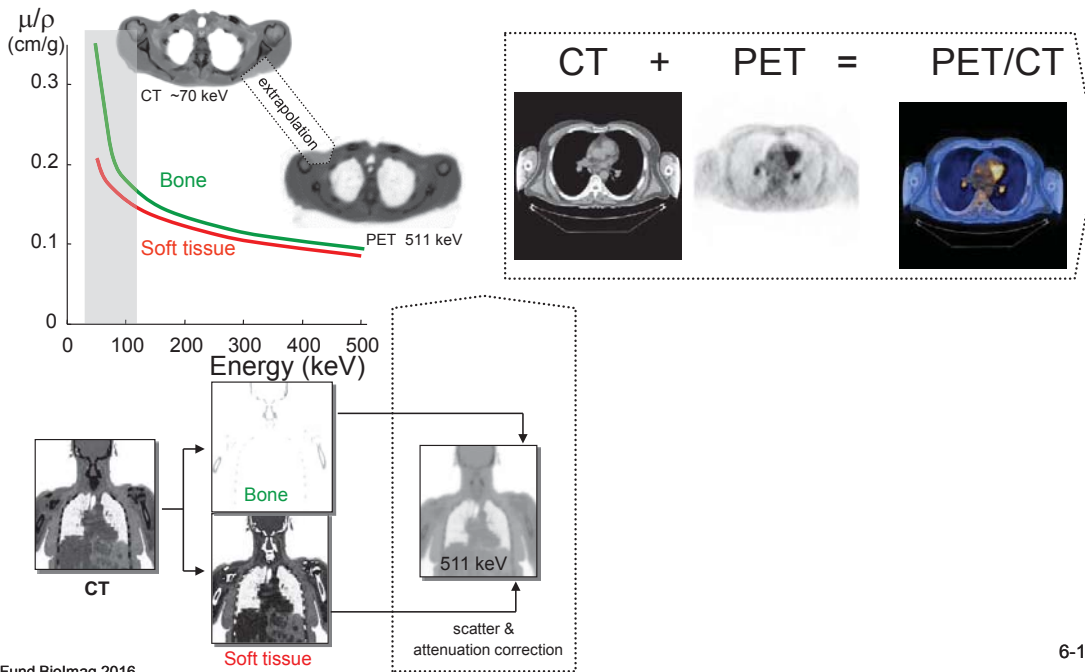 μ/ρ
(cm/g)
0.3
0.2
0.1
0
0 100 200 300 400 500
Energy (keV)
CT ~70 keV
extrapolation
Bone
Soft tissue
PET 511 keV
CT + PET = PET/CT
CT
Bone
Soft tissue
511 keV
scatter &
attenuation correction
Fund BioImag 2016
6-1